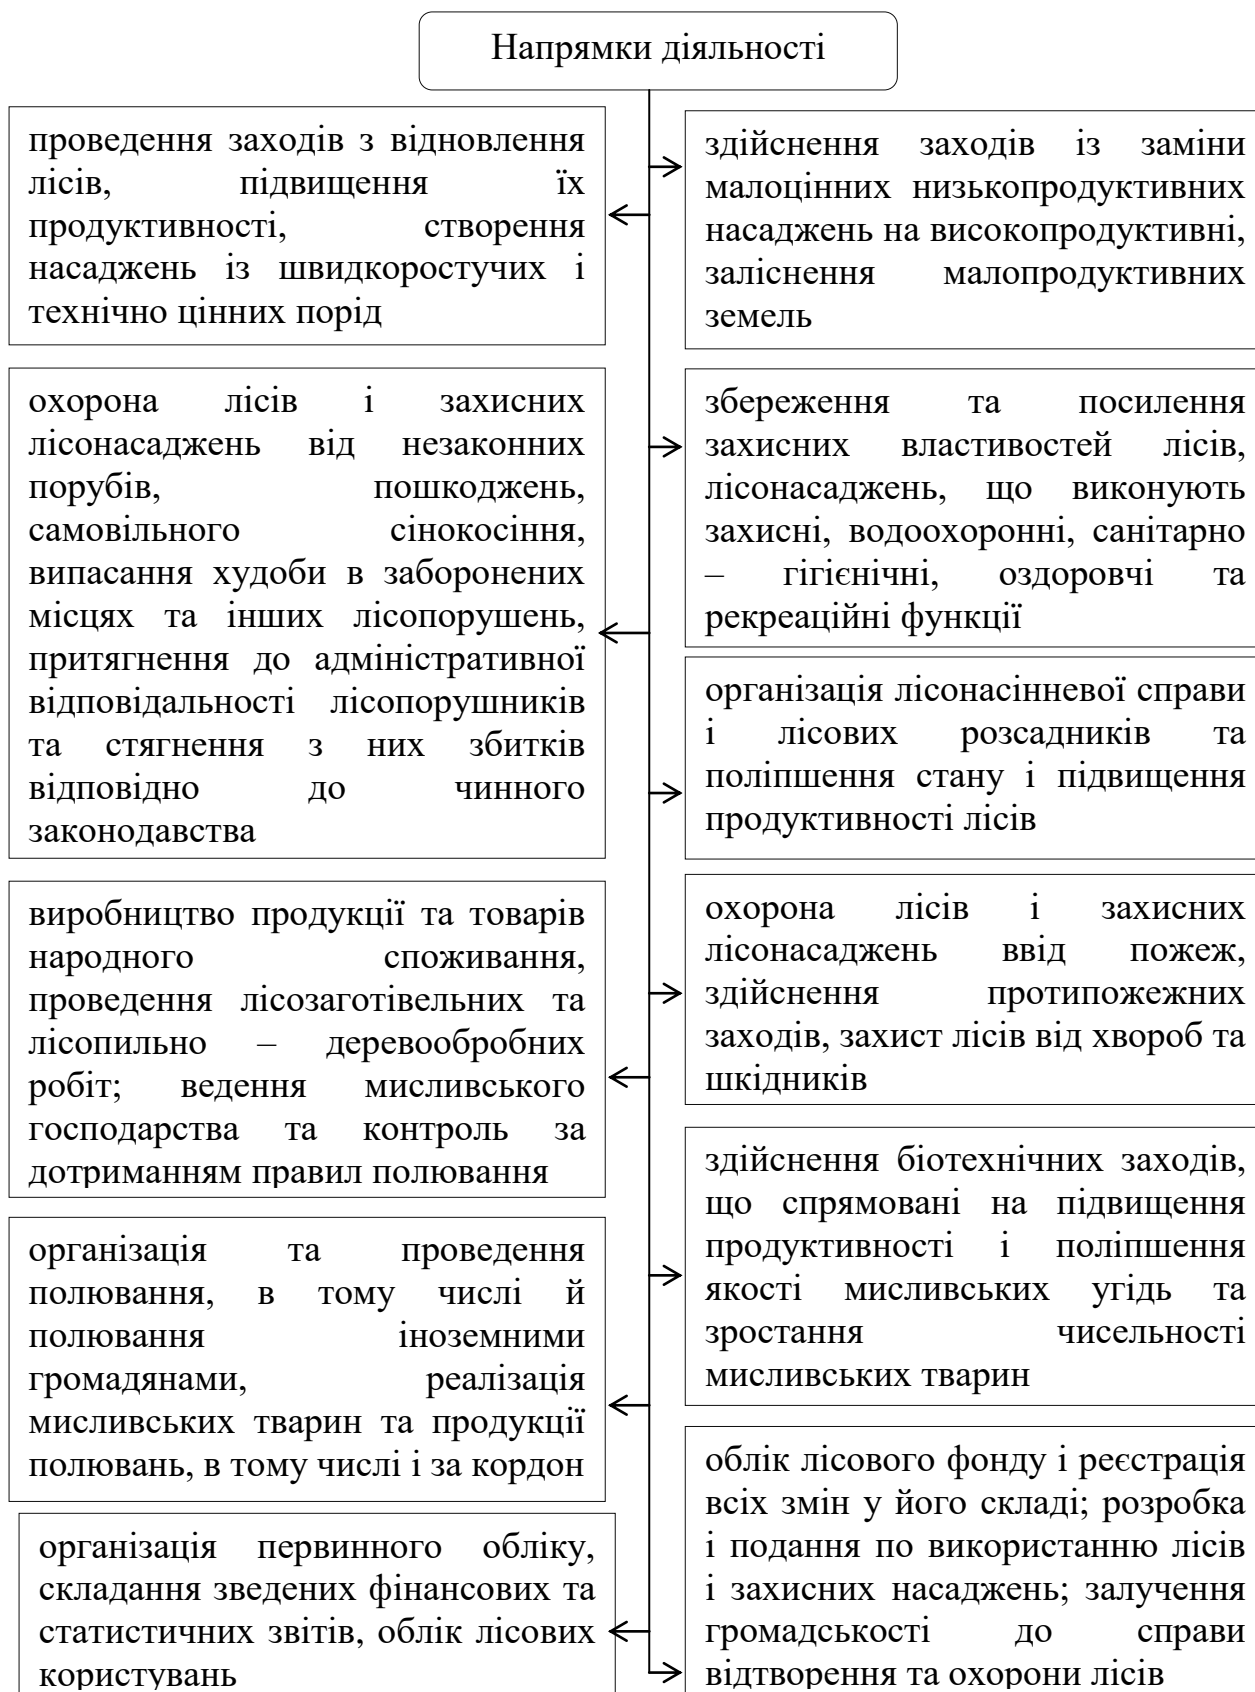 Напрямки діяльності
проведення заходів з відновлення
лісів, підвищення їх
продуктивності, створення
насаджень із швидкоростучих і
технічно цінних порід
здійснення заходів із заміни
малоцінних низькопродуктивних
насаджень на високопродуктивні,
заліснення малопродуктивних
земель
охорона лісів і захисних
лісонасаджень від незаконних
порубів, пошкоджень,
самовільного сінокосіння,
випасання худоби в заборонених
місцях та інших лісопорушень,
притягнення до адміністративної
відповідальності лісопорушників
та стягнення з них збитків
відповідно до чинного
законодавства
збереження та посилення
захисних властивостей лісів,
лісонасаджень, що виконують
захисні, водоохоронні, санітарно
– гігієнічні, оздоровчі та
рекреаційні функції
організація лісонасінневої справи
і лісових розсадників та
поліпшення стану і підвищення
продуктивності лісів
виробництво продукції та товарів
народного споживання,
проведення лісозаготівельних та
лісопильно – деревообробних
робіт; ведення мисливського
господарства та контроль за
дотриманням правил полювання
охорона лісів і захисних
лісонасаджень ввід пожеж,
здійснення протипожежних
заходів, захист лісів від хвороб та
шкідників
здійснення біотехнічних заходів,
що спрямовані на підвищення
продуктивності і поліпшення
якості мисливських угідь та
зростання чисельності
мисливських тварин
організація та проведення
полювання, в тому числі й
полювання іноземними
громадянами, реалізація
мисливських тварин та продукції
полювань, в тому числі і за кордон
облік лісового фонду і реєстрація
всіх змін у його складі; розробка
і подання по використанню лісів
і захисних насаджень; залучення
громадськості до справи
відтворення та охорони лісів
організація первинного обліку,
складання зведених фінансових та
статистичних звітів, облік лісових
користувань